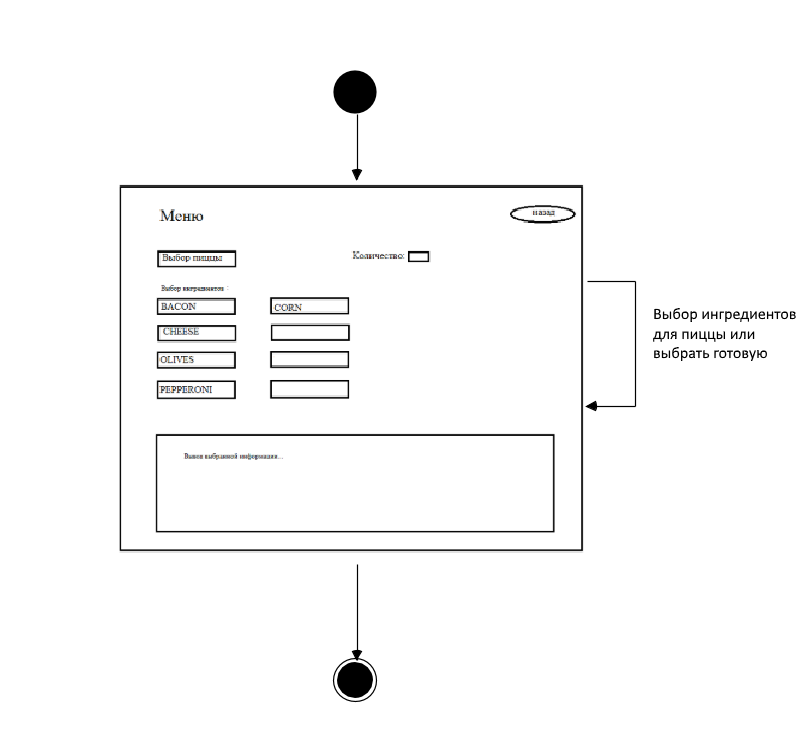 Меню
назад
Выбор пиццы
Количество:
Выбор ингредиентов :
BACON
CORN
CHEESE
OLIVES
PEPPERONI
Вывод выбранной информации...
Выбор ингредиентов
для пиццы или
выбрать готовую